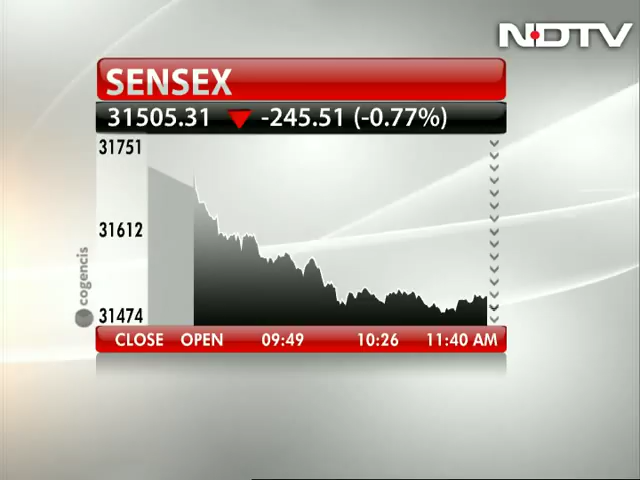 NDTV
SENSEX
31505.31 -245.51 (-0.77%)
31751
31612
31474
cogencis
CLOSE OPEN 09:49 10:26 11:40 AM